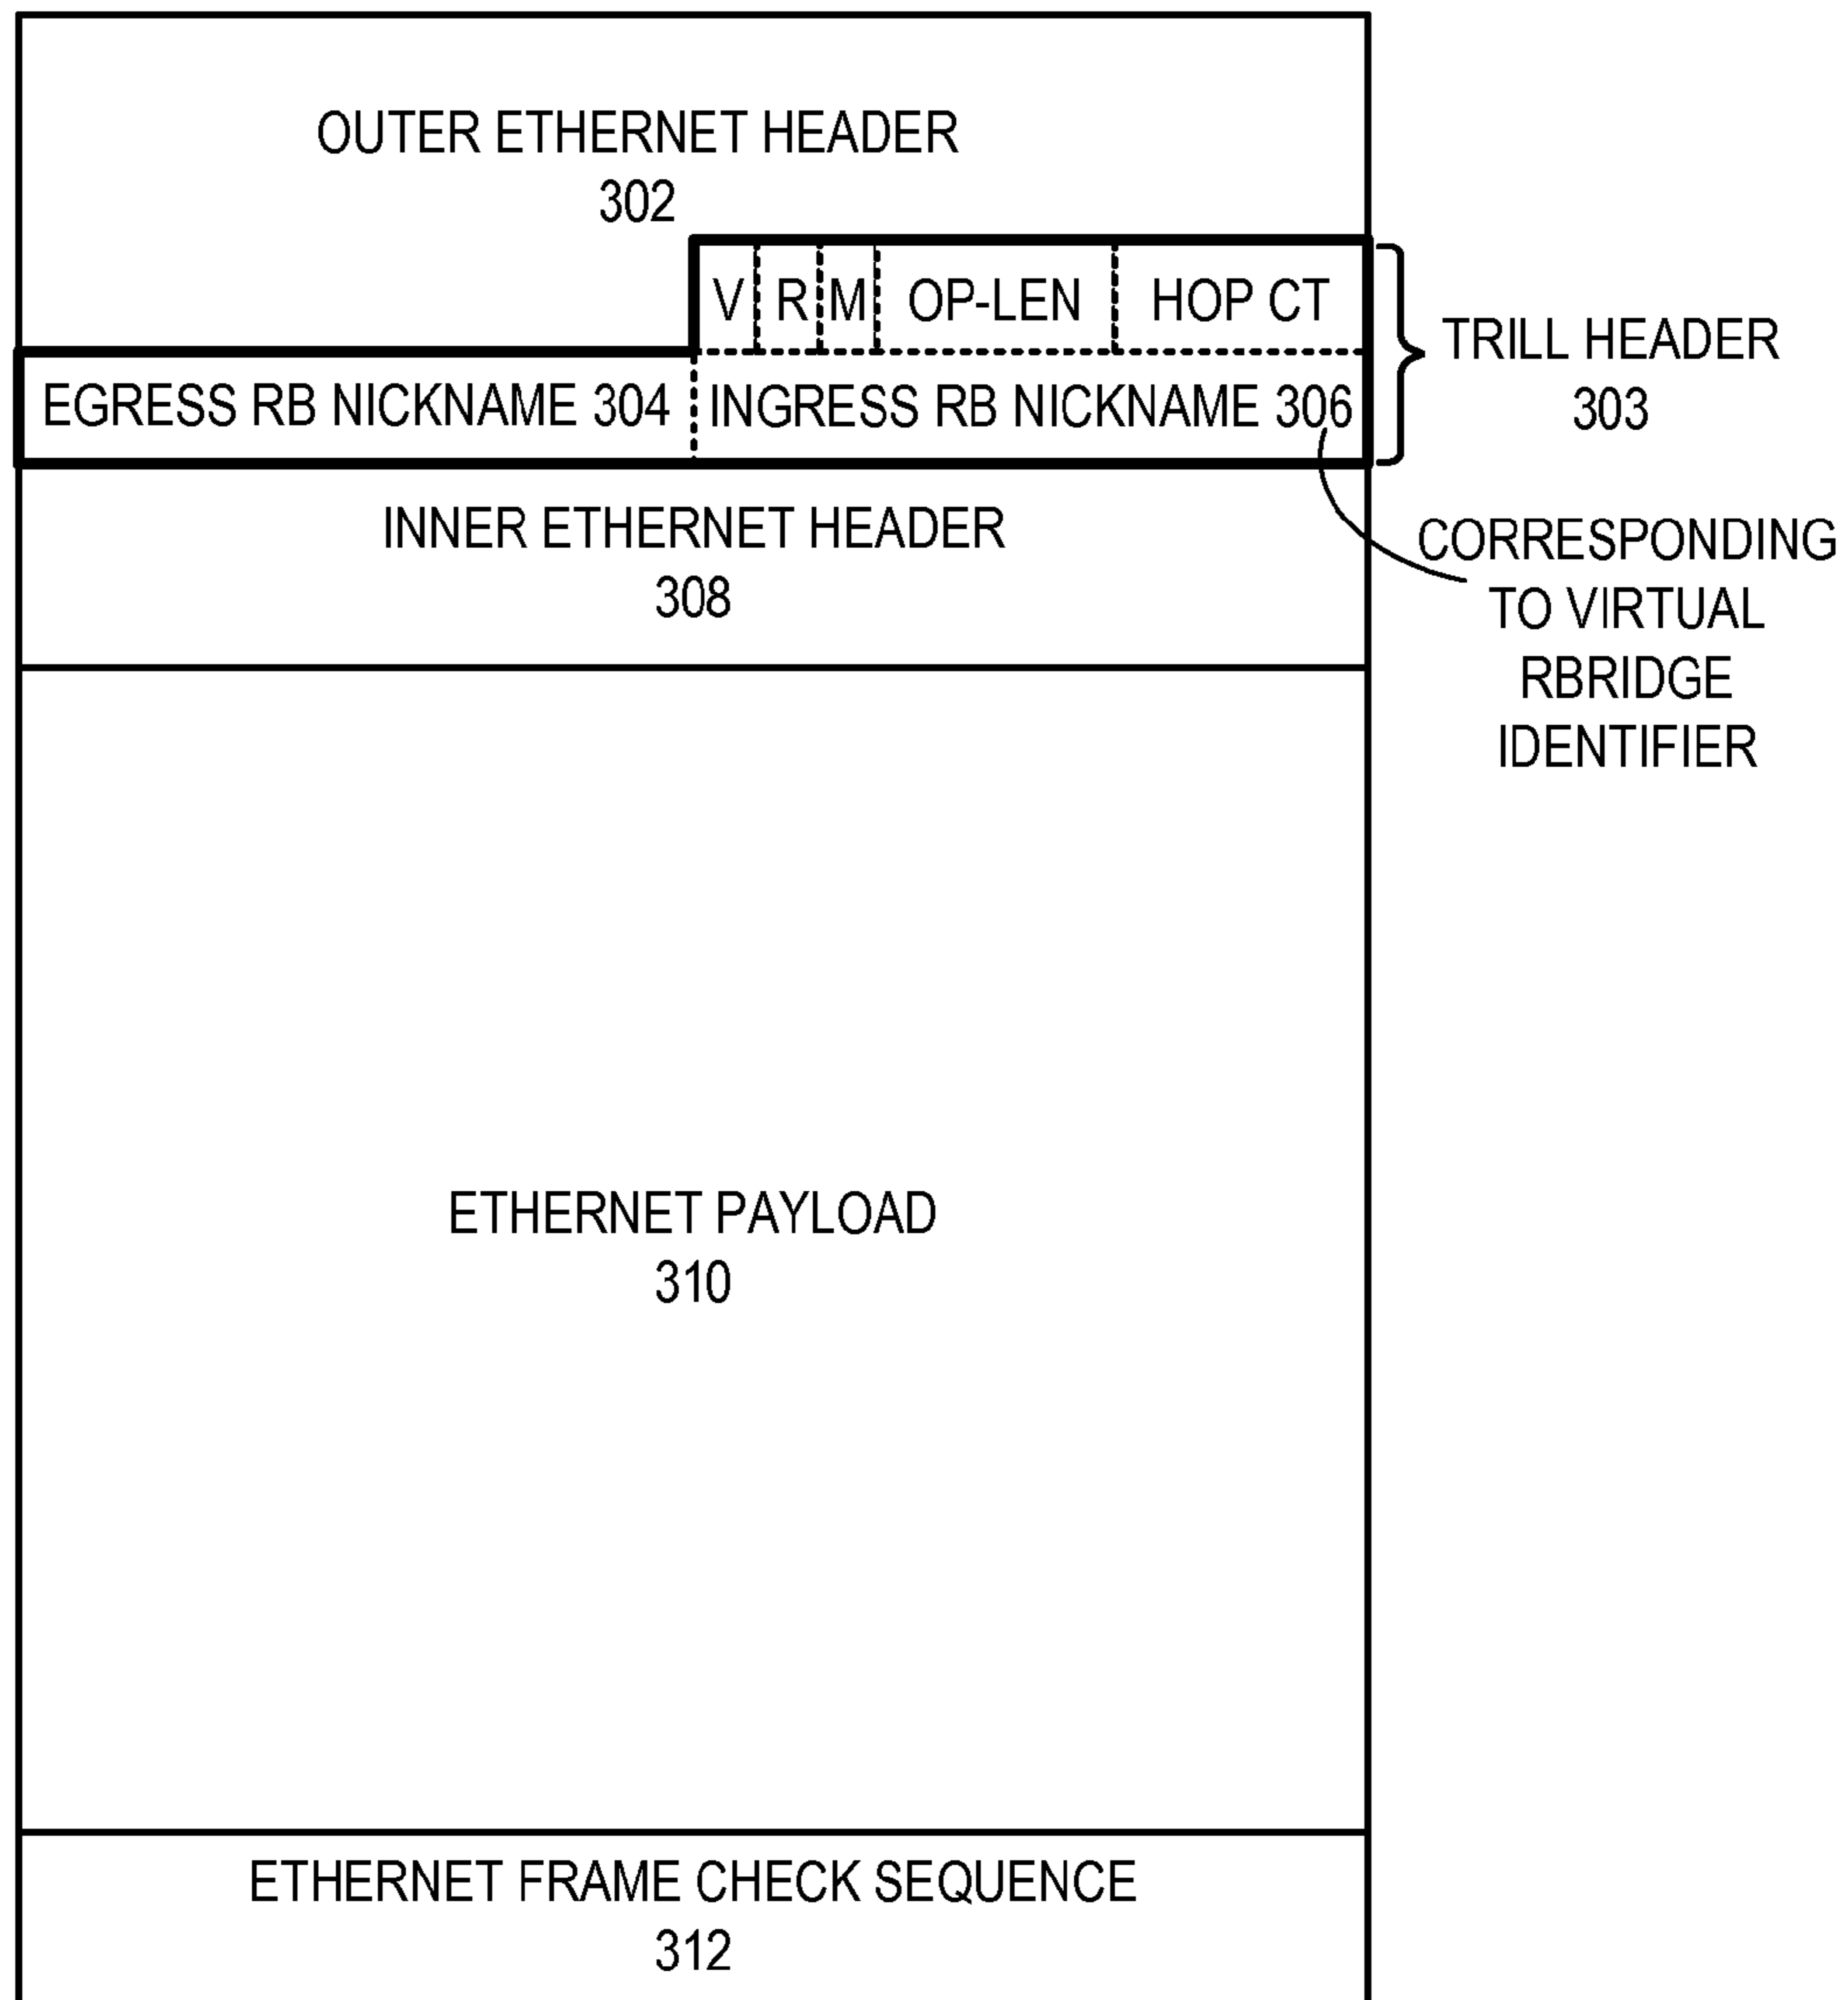 OUTER ETHERNET HEADER
302
V R M OP-LEN HOP CT
TRILL HEADER
303
EGRESS RB NICKNAME 304 INGRESS RB NICKNAME 306
INNER ETHERNET HEADER
308
CORRESPONDING
TO VIRTUAL
RBRIDGE
IDENTIFIER
ETHERNET PAYLOAD
310
ETHERNET FRAME CHECK SEQUENCE
312